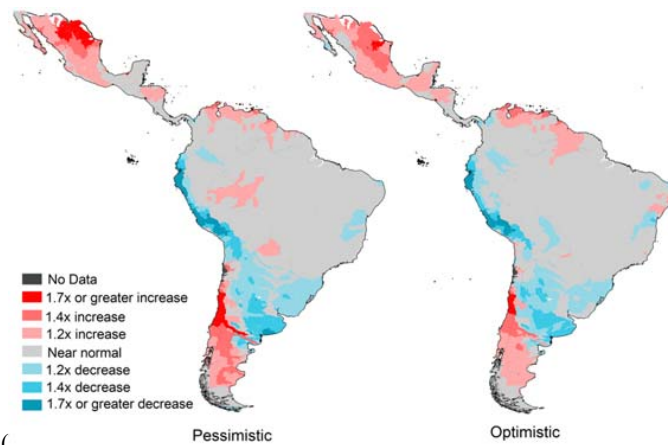 No Data
1.7x or greater increase
1.4x increase
1.2x increase
Near normal
1.2x decrease
1.4x decrease
1.7x or greater decrease
(
Pessimistic
Optimistic